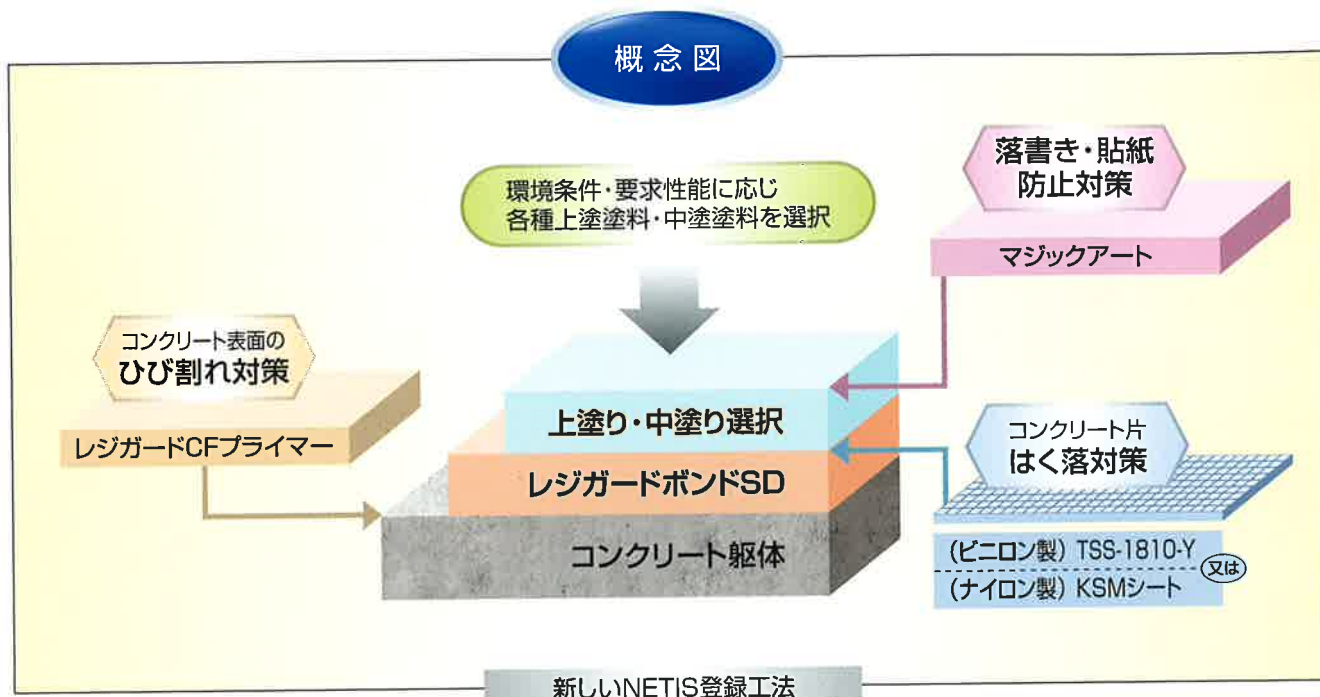 概念図
環境条件・要求性能に応じ
各種上塗塗料・中塗塗料を選択
落書き・貼紙
防止対策
マジックアート
コンクリート表面の
ひび割れ対策
レジガードCFプライマー
上塗り・中塗り選択
レジガードボンドSD
コンクリート躯体
コンクリート片
はく落対策
(ビニロン製) TSS-1810-Y
(ナイロン製) KSMシート
又は
新しいNETIS登録工法